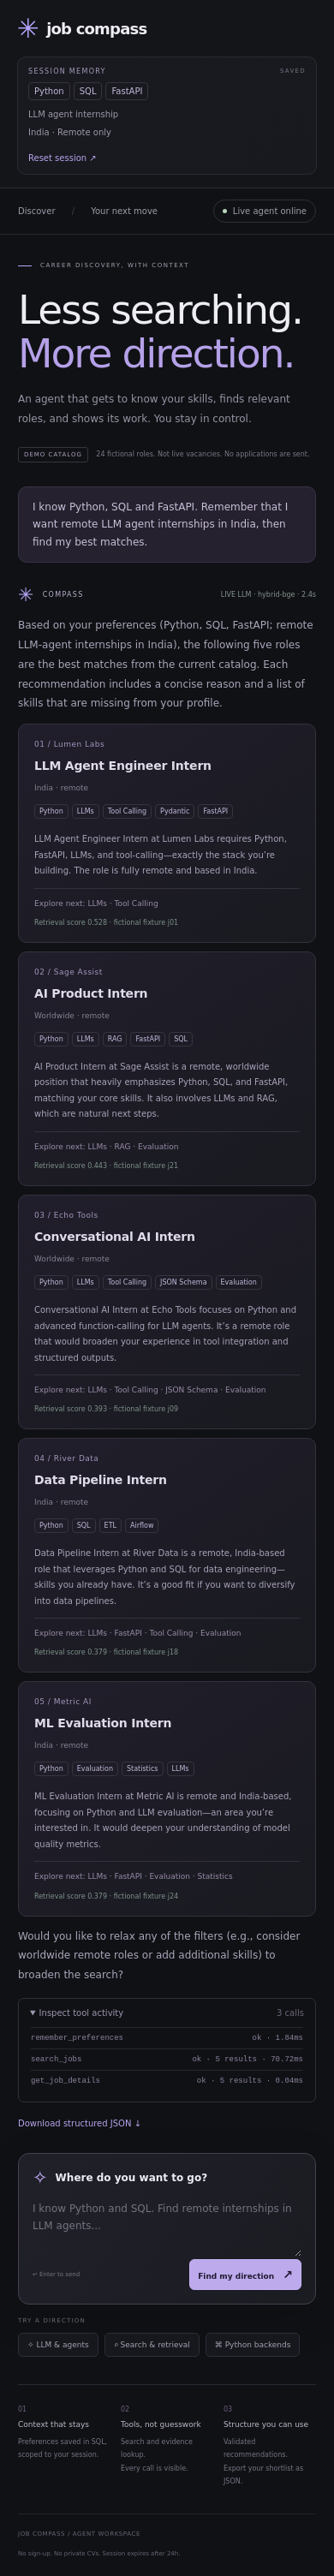 job compass
SESSION MEMORY
SAVED
Python
SQL
FastAPI
LLM agent internship
India · Remote only
Reset session ↗
Discover / Your next move
Live agent online
CAREER DISCOVERY, WITH CONTEXT
Less searching.
More direction.
An agent that gets to know your skills, finds relevant
roles, and shows its work. You stay in control.
DEMO CATALOG
24 fictional roles. Not live vacancies. No applications are sent.
I know Python, SQL and FastAPI. Remember that I
want remote LLM agent internships in India, then
find my best matches.
COMPASS
LIVE LLM · hybrid-bge · 2.4s
Based on your preferences (Python, SQL, FastAPI; remote
LLM-agent internships in India), the following five roles
are the best matches from the current catalog. Each
recommendation includes a concise reason and a list of
skills that are missing from your profile.
01 / Lumen Labs
LLM Agent Engineer Intern
India · remote
Python
LLMs
Tool Calling
Pydantic
FastAPI
LLM Agent Engineer Intern at Lumen Labs requires Python,
FastAPI, LLMs, and tool-calling—exactly the stack you're
building. The role is fully remote and based in India.
Explore next: LLMs · Tool Calling
Retrieval score 0.528 · fictional fixture j01
02 / Sage Assist
AI Product Intern
Worldwide · remote
Python
LLMs
RAG
FastAPI
SQL
AI Product Intern at Sage Assist is a remote, worldwide
position that heavily emphasizes Python, SQL, and FastAPI,
matching your core skills. It also involves LLMs and RAG,
which are natural next steps.
Explore next: LLMs · RAG · Evaluation
Retrieval score 0.443 · fictional fixture j21
03 / Echo Tools
Conversational AI Intern
Worldwide · remote
Python
LLMs
Tool Calling
JSON Schema
Evaluation
Conversational AI Intern at Echo Tools focuses on Python and
advanced function-calling for LLM agents. It's a remote role
that would broaden your experience in tool integration and
structured outputs.
Explore next: LLMs · Tool Calling · JSON Schema · Evaluation
Retrieval score 0.393 · fictional fixture j09
04 / River Data
Data Pipeline Intern
India · remote
Python
SQL
ETL
Airflow
Data Pipeline Intern at River Data is a remote, India-based
role that leverages Python and SQL for data engineering—
skills you already have. It's a good fit if you want to diversify
into data pipelines.
Explore next: LLMs · FastAPI · Tool Calling · Evaluation
Retrieval score 0.379 · fictional fixture j18
05 / Metric AI
ML Evaluation Intern
India · remote
Python
Evaluation
Statistics
LLMs
ML Evaluation Intern at Metric AI is remote and India-based,
focusing on Python and LLM evaluation—an area you're
interested in. It would deepen your understanding of model
quality metrics.
Explore next: LLMs · FastAPI · Evaluation · Statistics
Retrieval score 0.379 · fictional fixture j24
Would you like to relax any of the filters (e.g., consider
worldwide remote roles or add additional skills) to
broaden the search?
▼ Inspect tool activity
3 calls
remember_preferences
ok · 1.84ms
search_jobs
ok · 5 results · 70.72ms
get_job_details
ok · 5 results · 0.04ms
Download structured JSON ↓
Where do you want to go?
I know Python and SQL. Find remote internships in
LLM agents...
↵ Enter to send
Find my direction ↗
TRY A DIRECTION
✧ LLM & agents
⌕ Search & retrieval
⌘ Python backends
01
Context that stays
Preferences saved in SQL,
scoped to your session.
02
Tools, not guesswork
Search and evidence
lookup.
Every call is visible.
03
Structure you can use
Validated
recommendations.
Export your shortlist as
JSON.
JOB COMPASS / AGENT WORKSPACE
No sign-up. No private CVs. Session expires after 24h.